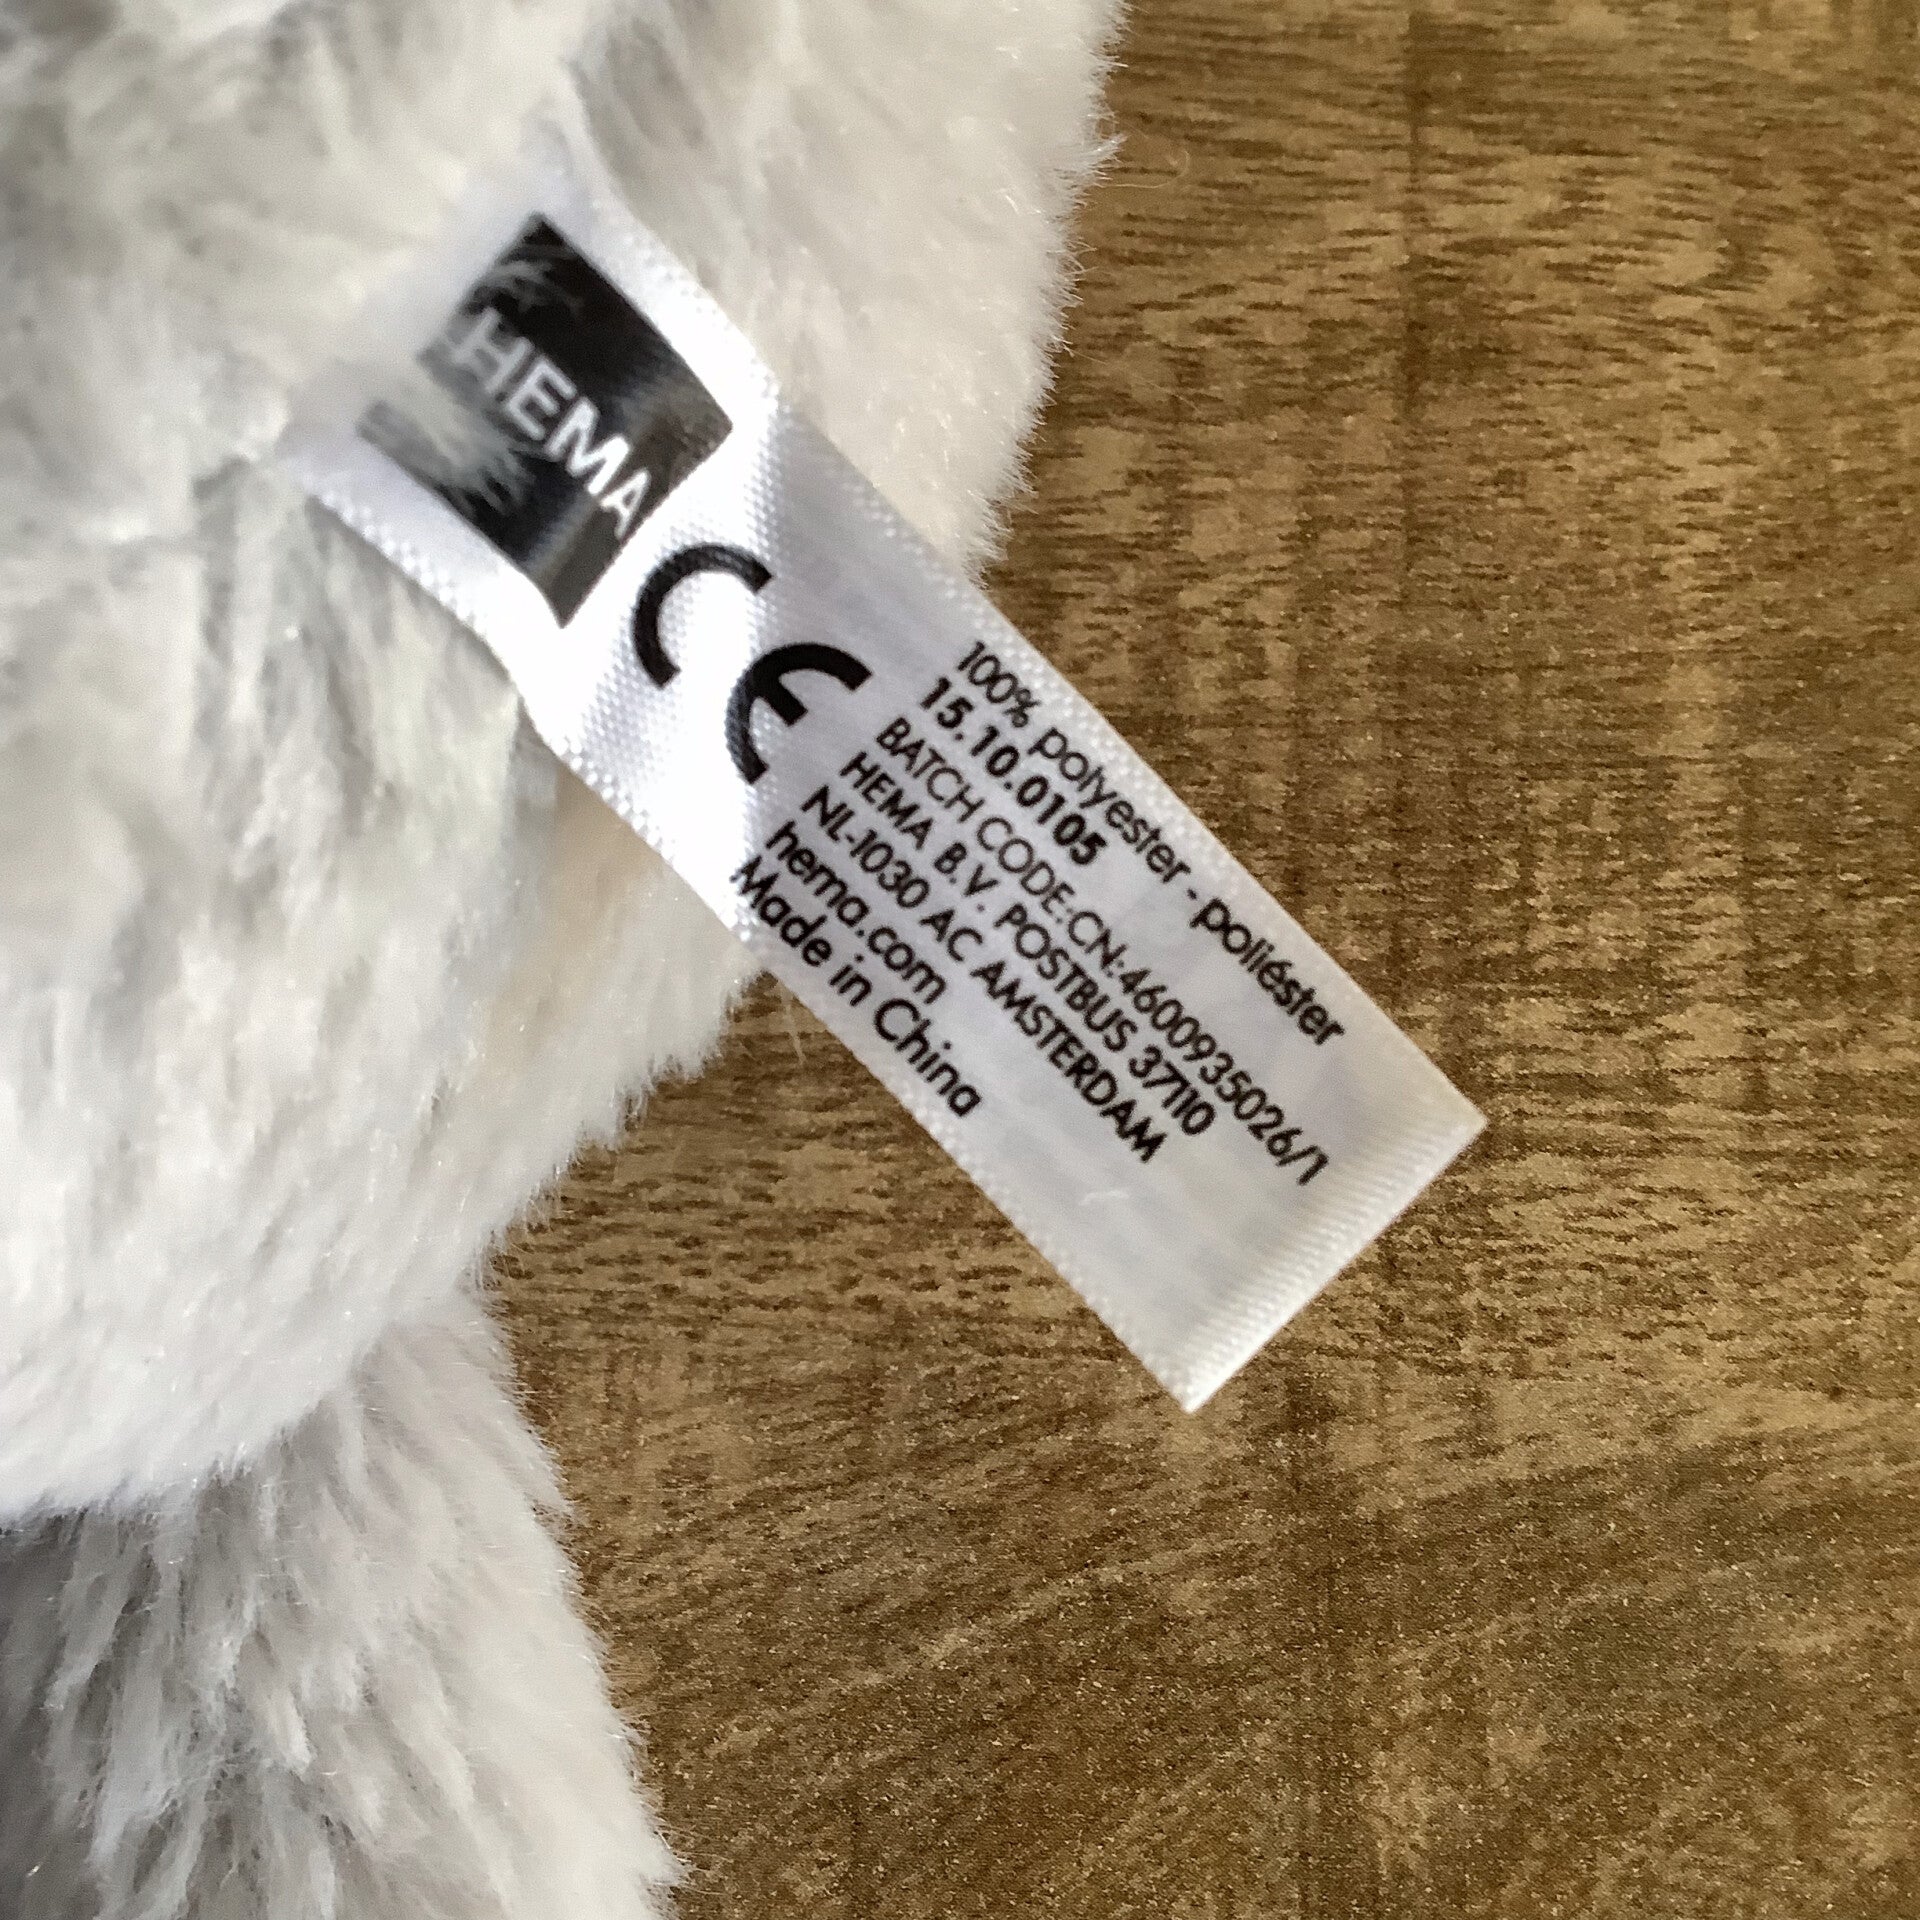 HEMA
CE
100% polyester - poliéster
15.10.0105
BATCH CODE:CN:4600935026/1
HEMA B.V. POSTBUS 37110
NL-1030 AC AMSTERDAM
hema.com
Made in China